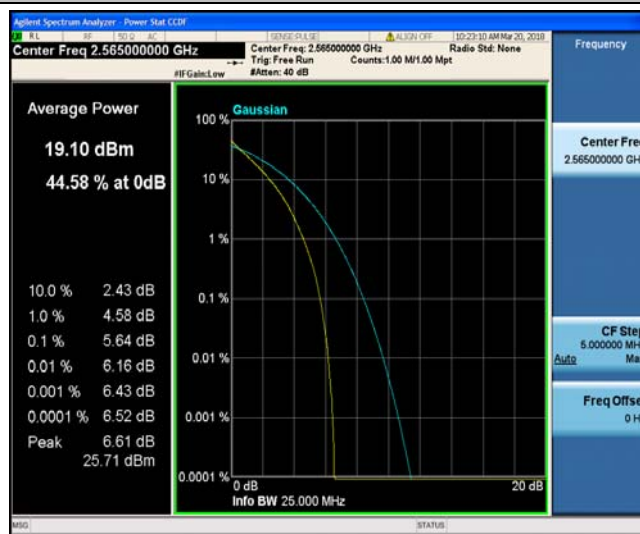 Agilent Spectrum Analyzer - Power Stat CCDF
RL RF 50 Ω AC SENSE:PULSE ALIGN OFF 10:23:10 AM Mar 20, 2018
Center Freq 2.565000000 GHz
Center Freq: 2.565000000 GHz Radio Std: None
Trig: Free Run Counts:1.00 M/1.00 Mpt
#IFGain:Low #Atten: 40 dB
Frequency
Average Power
19.10 dBm
44.58 % at 0dB
10.0 % 2.43 dB
1.0 % 4.58 dB
0.1 % 5.64 dB
0.01 % 6.16 dB
0.001 % 6.43 dB
0.0001 % 6.52 dB
Peak 6.61 dB
25.71 dBm
Gaussian
100 %
10 %
1 %
0.1 %
0.01 %
0.001 %
0.0001 %
0 dB 20 dB
Info BW 25.000 MHz
Center Fre
2.565000000 GH
CF Ste
5.000000 MH
Auto Ma
Freq Offse
0 H
MSG STATUS